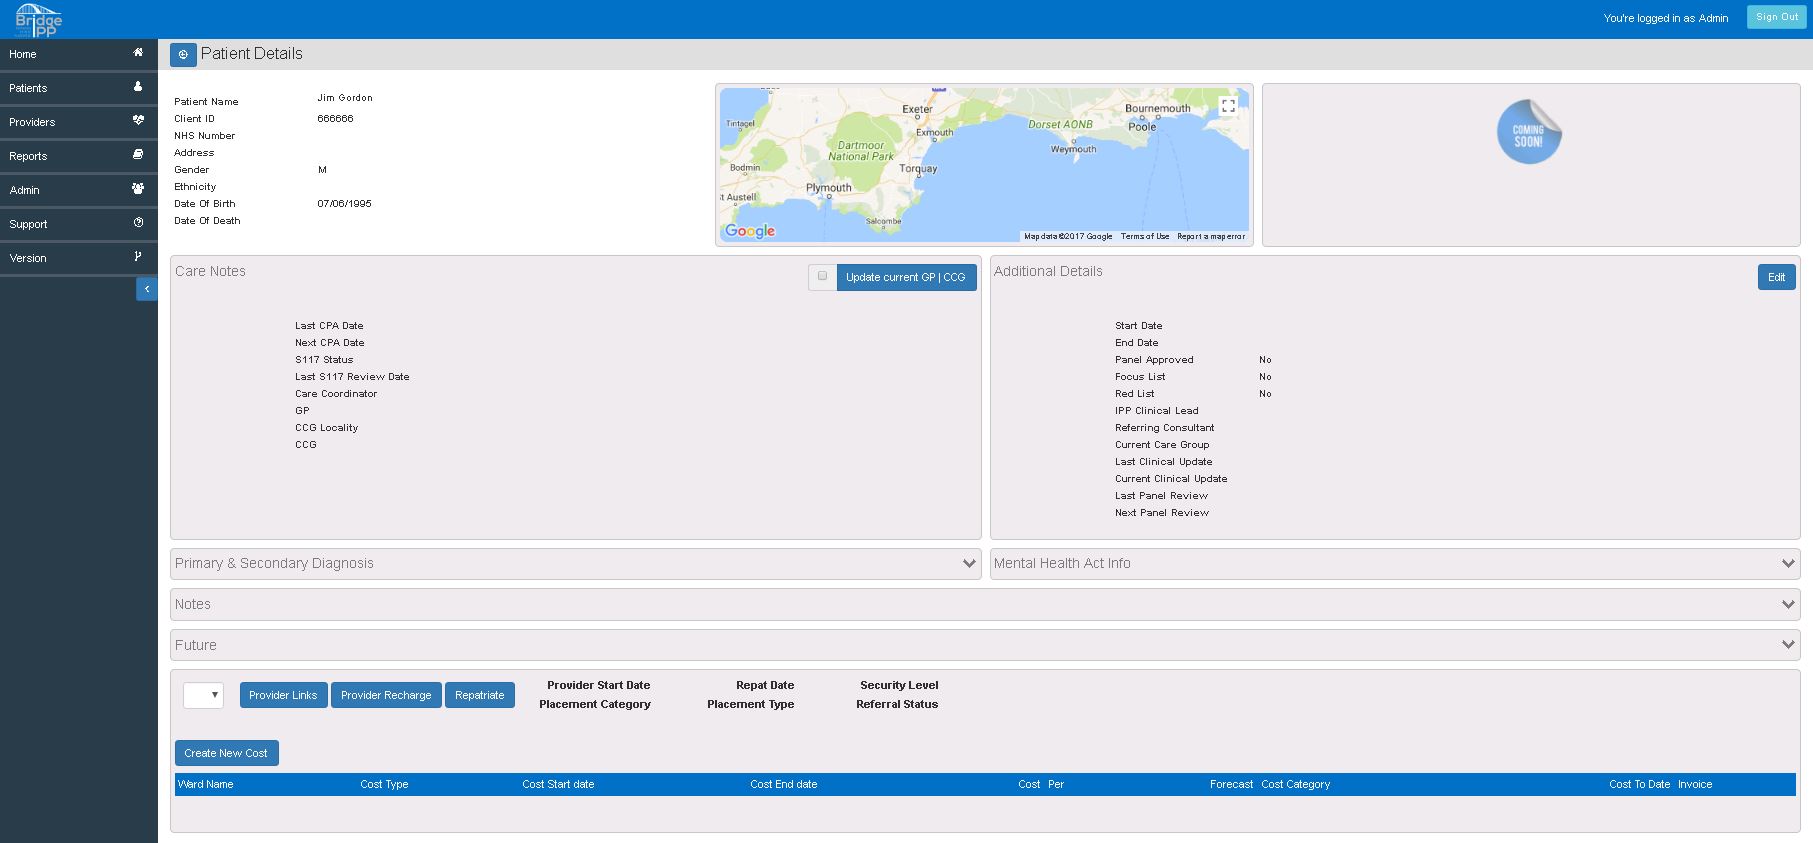 Bridge
IPP
You're logged in as Admin
Sign Out
Home
Patients
Providers
Reports
Admin
Support
Version
Patient Details
Patient Name Jim Gordon
Client ID 666666
NHS Number
Address
Gender M
Ethnicity
Date Of Birth 07/06/1995
Date Of Death
Exeter
Bournemouth
Tintagel
Exmouth
Dorset AONB
Poole
Dartmoor
National Park
Weymouth
Bodmin
Torquay
Plymouth
St Austell
Salcombe
Google
Map data ©2017 Google Terms of Use Report a map error
COMING
SOON!
Care Notes
Update current GP | CCG
Last CPA Date
Next CPA Date
S117 Status
Last S117 Review Date
Care Coordinator
GP
CCG Locality
CCG
Additional Details
Edit
Start Date
End Date
Panel Approved No
Focus List No
Red List No
IPP Clinical Lead
Referring Consultant
Current Care Group
Last Clinical Update
Current Clinical Update
Last Panel Review
Next Panel Review
Primary & Secondary Diagnosis
Mental Health Act Info
Notes
Future
Provider Links Provider Recharge Repatriate
Provider Start Date Repat Date Security Level
Placement Category Placement Type Referral Status
Create New Cost
Ward Name Cost Type Cost Start date Cost End date Cost Per Forecast Cost Category Cost To Date Invoice